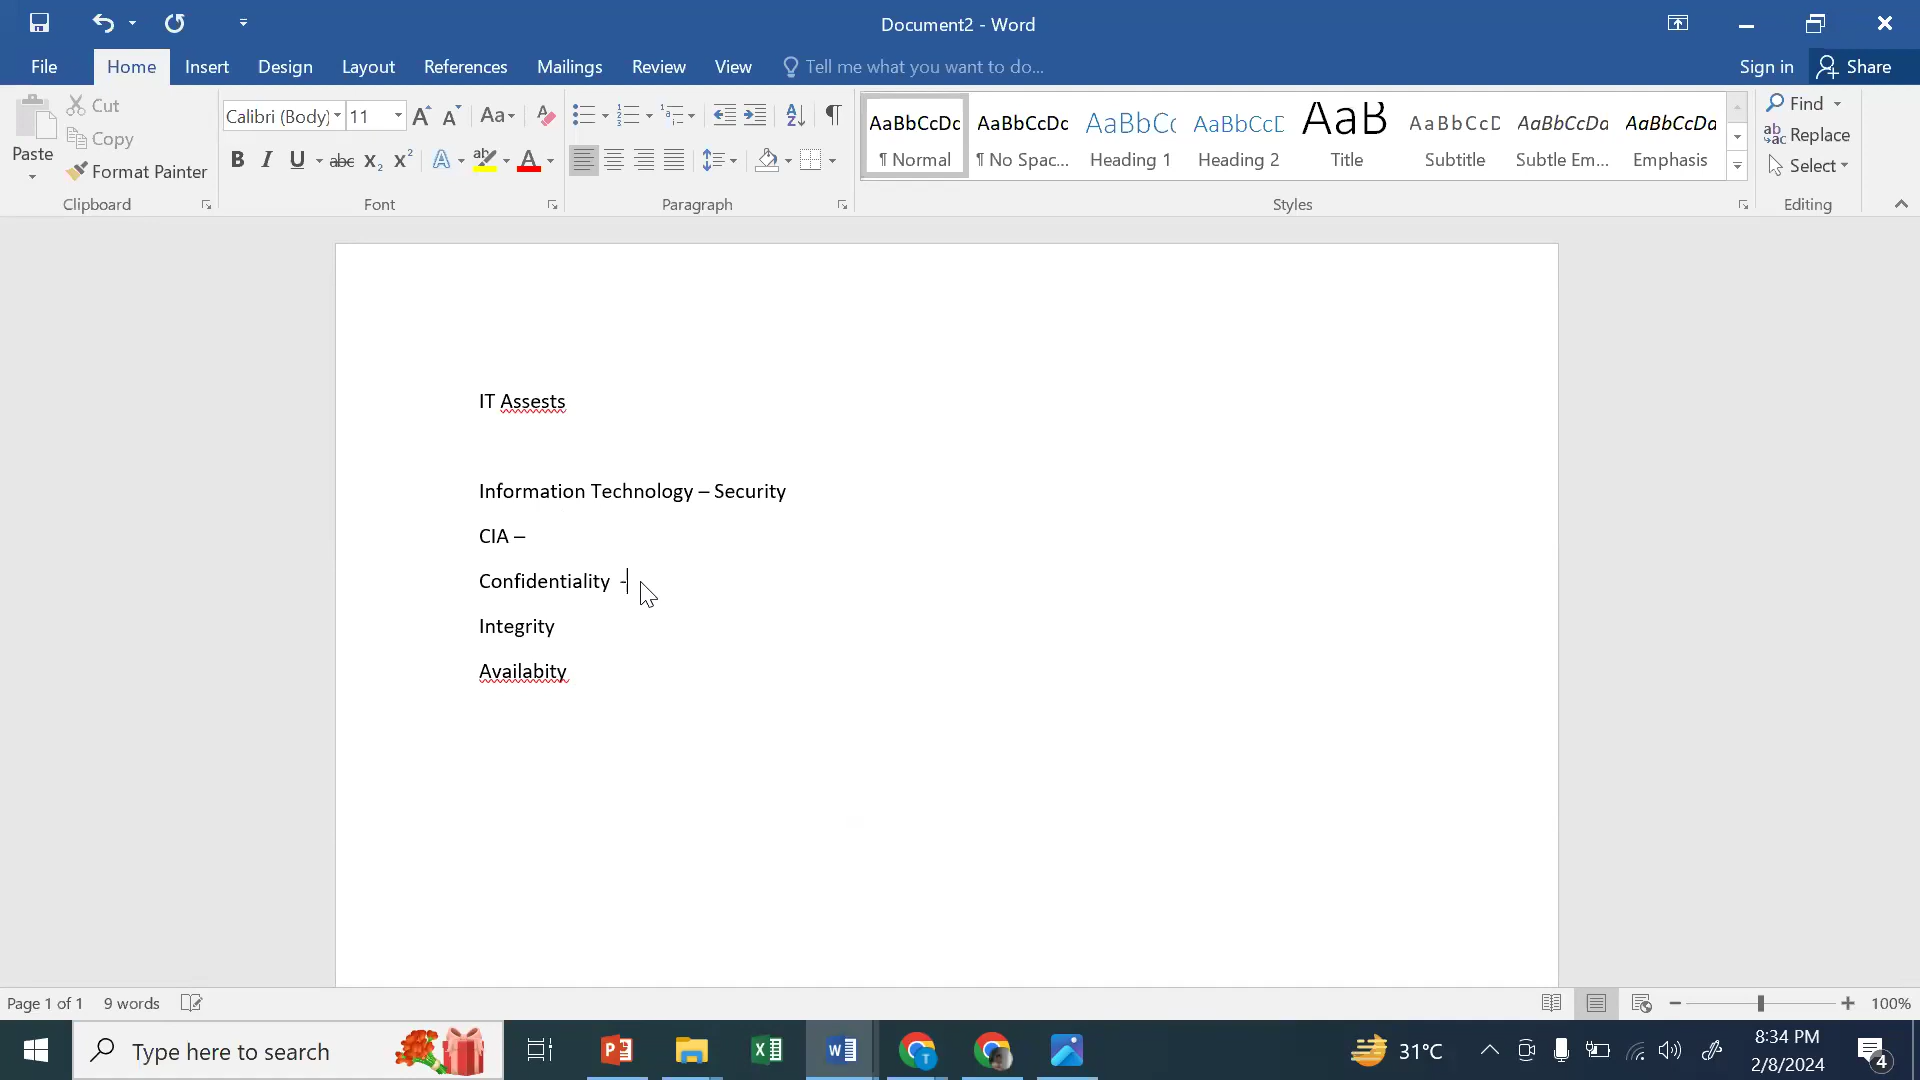 Document2 - Word
File Home Insert Design Layout References Mailings Review View Tell me what you want to do... Sign in Share
Paste
Cut
Copy
Format Painter
Clipboard
Calibri (Body) 11
Font
Paragraph
AaBbCcDc AaBbCcDc AaBbCc AaBbCcD AaB AaBbCcD AaBbCcDa AaBbCcDa
¶ Normal ¶ No Spac... Heading 1 Heading 2 Title Subtitle Subtle Em... Emphasis
Styles
Find
Replace
Select
Editing
IT Assests
Information Technology – Security
CIA –
Confidentiality -
Integrity
Availabity
Page 1 of 1 9 words 100%
Type here to search
31°C
8:34 PM
2/8/2024
4